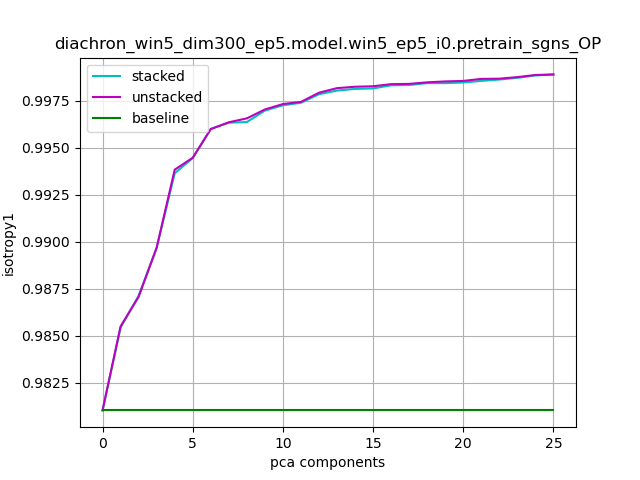 diachron_win5_dim300_ep5.model.win5_ep5_i0.pretrain_sgns_OP
stacked
unstacked
baseline
0.9975
0.9950
0.9925
0.9900
0.9875
0.9850
0.9825
isotropy1
0
5
10
15
20
25
pca components